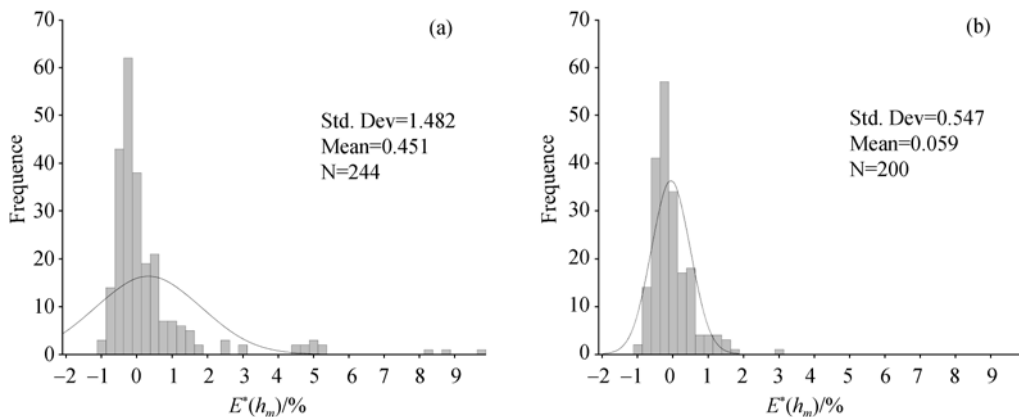 70
60
50
40
30
20
10
0
Frequence
(a)
Std. Dev=1.482
Mean=0.451
N=244
−2 −1 0 1 2 3 4 5 6 7 8 9
E*(hm)/%
70
60
50
40
30
20
10
0
Frequence
(b)
Std. Dev=0.547
Mean=0.059
N=200
−2 −1 0 1 2 3 4 5 6 7 8 9
E*(hm)/%